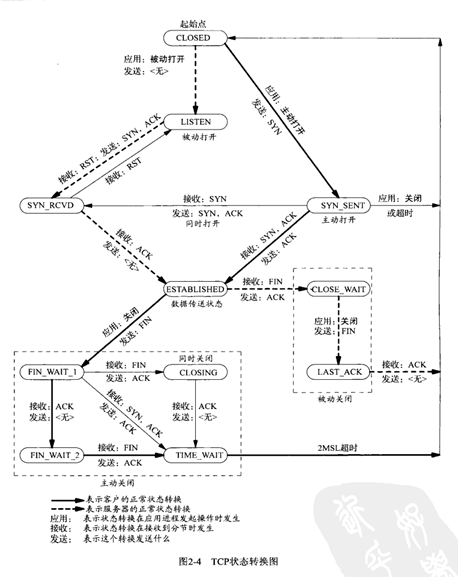 起始点
CLOSED
应用：被动打开
发送：<无>
应用：主动打开
发送：SYN
LISTEN
被动打开
接收：RST；发送：SYN，ACK
接收：RST
SYN_RCVD
接收：SYN
发送：SYN，ACK
同时打开
SYN_SENT
主动打开
应用：关闭
或超时
接收：ACK
发送：<无>
接收：SYN，ACK
发送：ACK
ESTABLISHED
数据传送状态
接收：FIN
发送：ACK
CLOSE_WAIT
应用：关闭
发送：FIN
应用：关闭
发送：FIN
LAST_ACK
接收：ACK
发送：<无>
被动关闭
同时关闭
FIN_WAIT_1
接收：FIN
发送：ACK
CLOSING
接收：ACK
发送：<无>
接收：SYN，ACK
发送：ACK
接收：ACK
发送：<无>
FIN_WAIT_2
接收：FIN
发送：ACK
TIME_WAIT
2MSL超时
主动关闭
表示客户的正常状态转换
表示服务器的正常状态转换
应用： 表示状态转换在应用进程发起操作时发生
接收： 表示状态转换在接收到分节时发生
发送： 表示这个转换发送什么
图2-4 TCP状态转换图